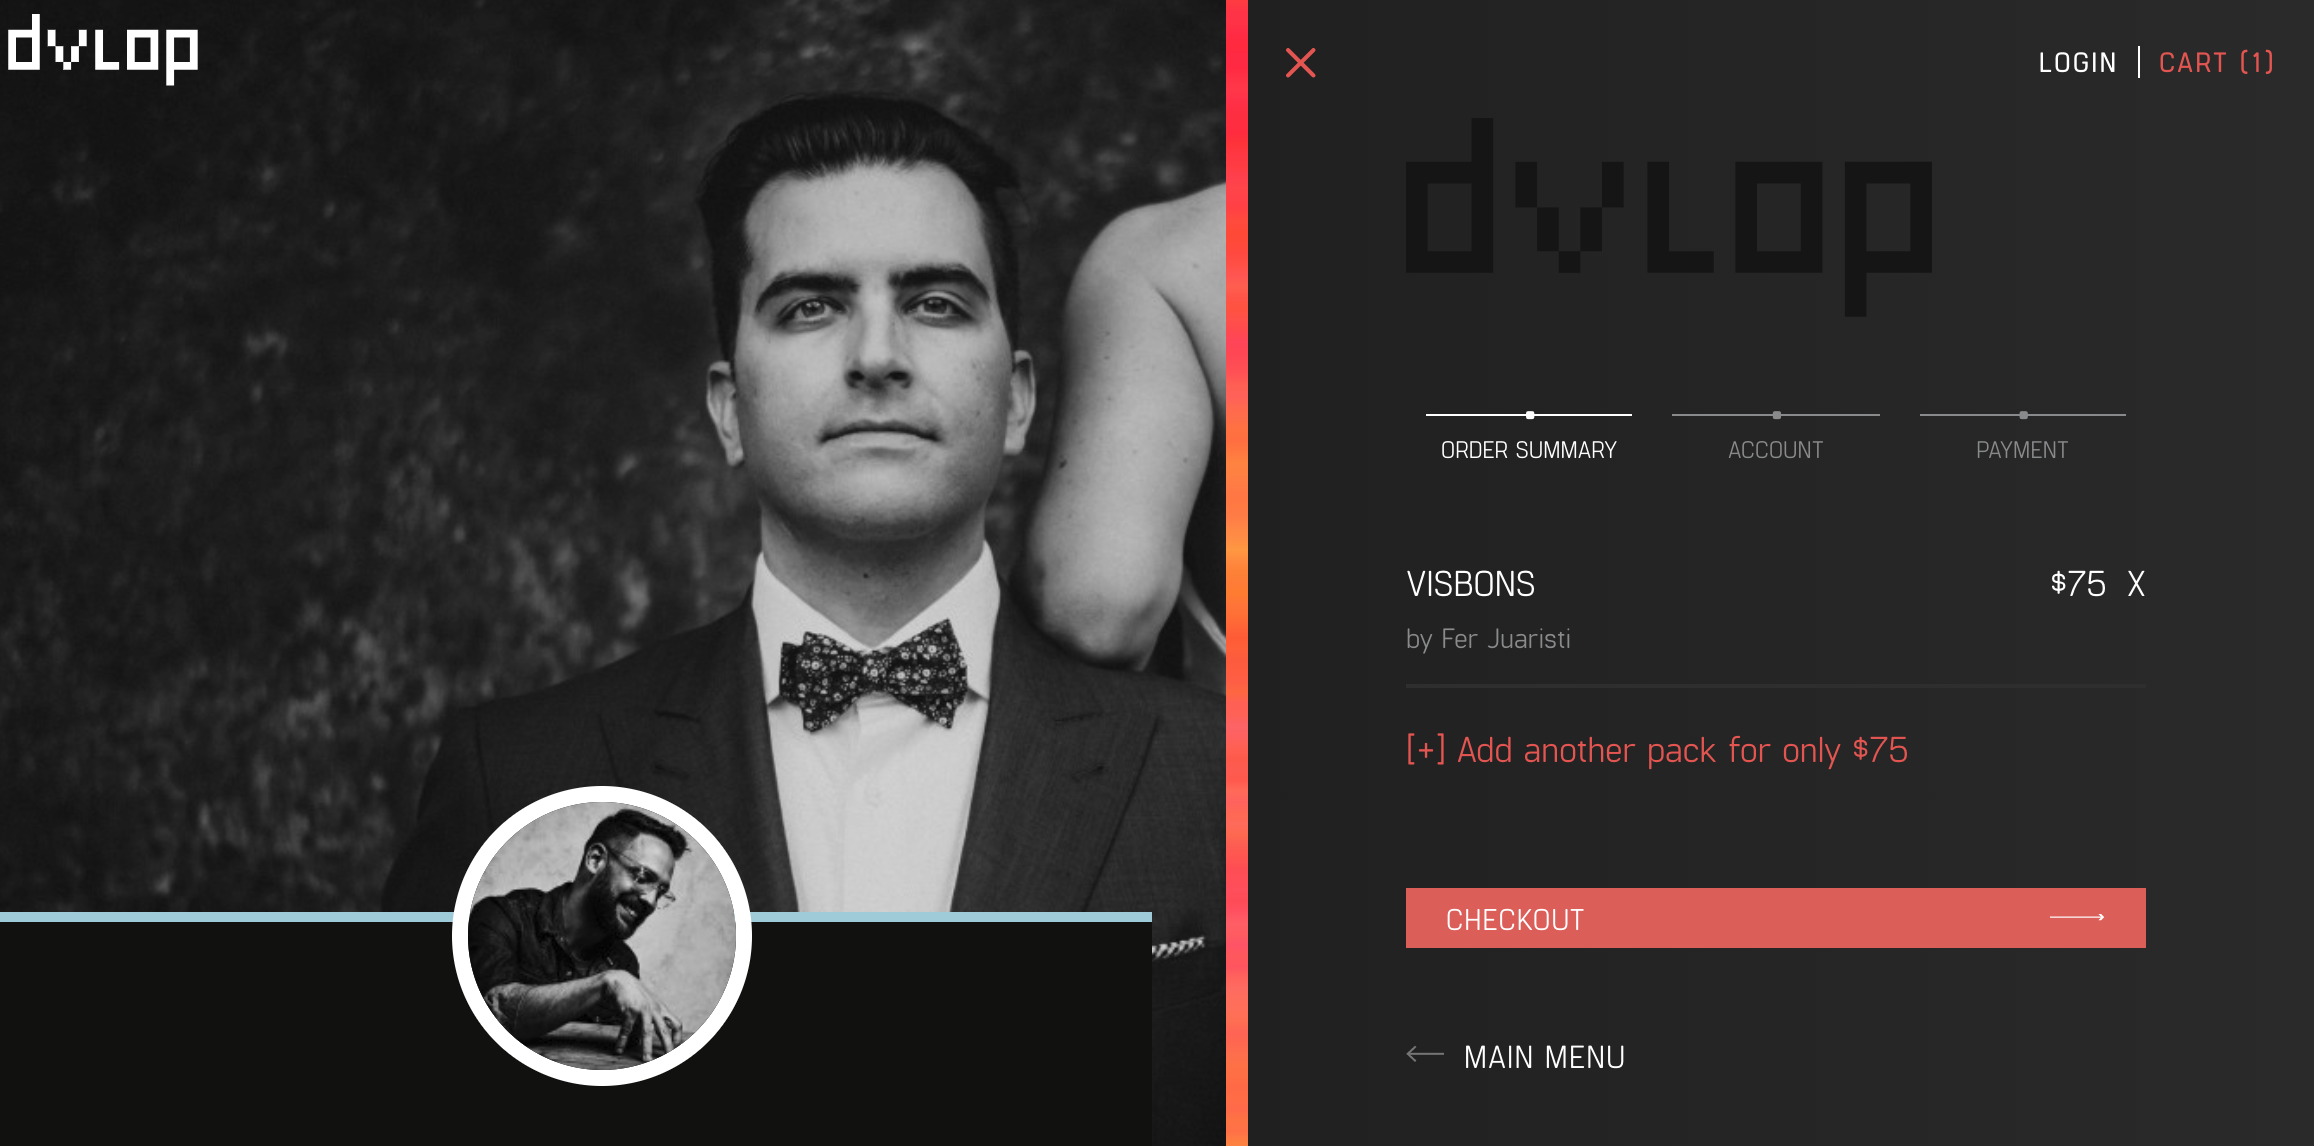 dvlop
LOGIN | CART (1)
dvlop
ORDER SUMMARY
ACCOUNT
PAYMENT
VISBONS
$75 X
by Fer Juaristi
[+] Add another pack for only $75
CHECKOUT
MAIN MENU